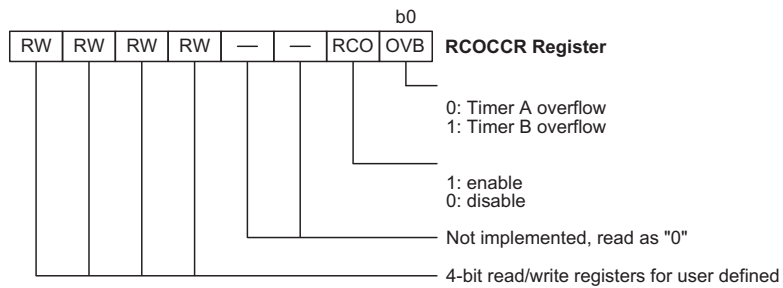 b0
RW RW RW RW — — RCO OVB RCOCCR Register
0: Timer A overflow
1: Timer B overflow
1: enable
0: disable
Not implemented, read as "0"
4-bit read/write registers for user defined